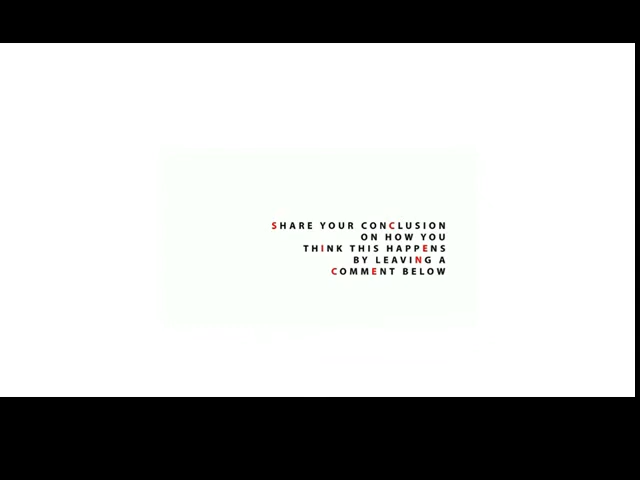 SHARE YOUR CONCLUSION
ON HOW YOU
THINK THIS HAPPENS
BY LEAVING A
COMMENT BELOW